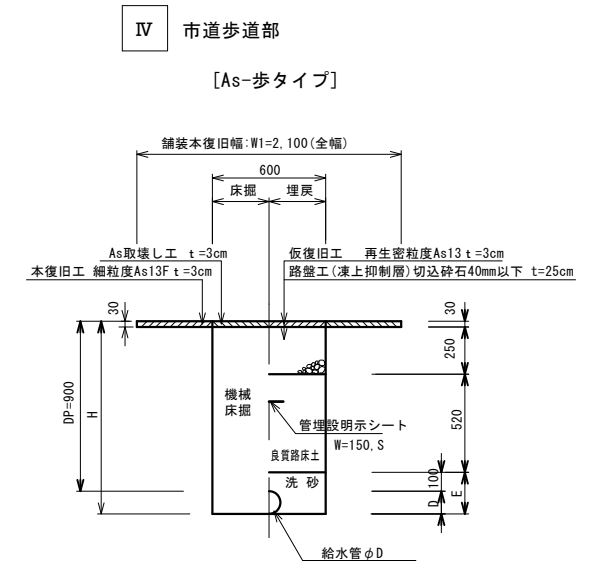 Ⅳ 市道歩道部
[As-歩タイプ]
舗装本復旧幅:W1=2,100(全幅)
600
床掘 埋戻
As取壊し工 t=3cm
仮復旧工 再生密粒度As13 t=3cm
本復旧工 細粒度As13F t=3cm
路盤工(凍上抑制層)切込砕石40mm以下 t=25cm
30
30
250
DP=900
H
機械
床掘
520
管埋設明示シート
W=150,S
良質路床土
洗砂
100
D
E
給水管φD